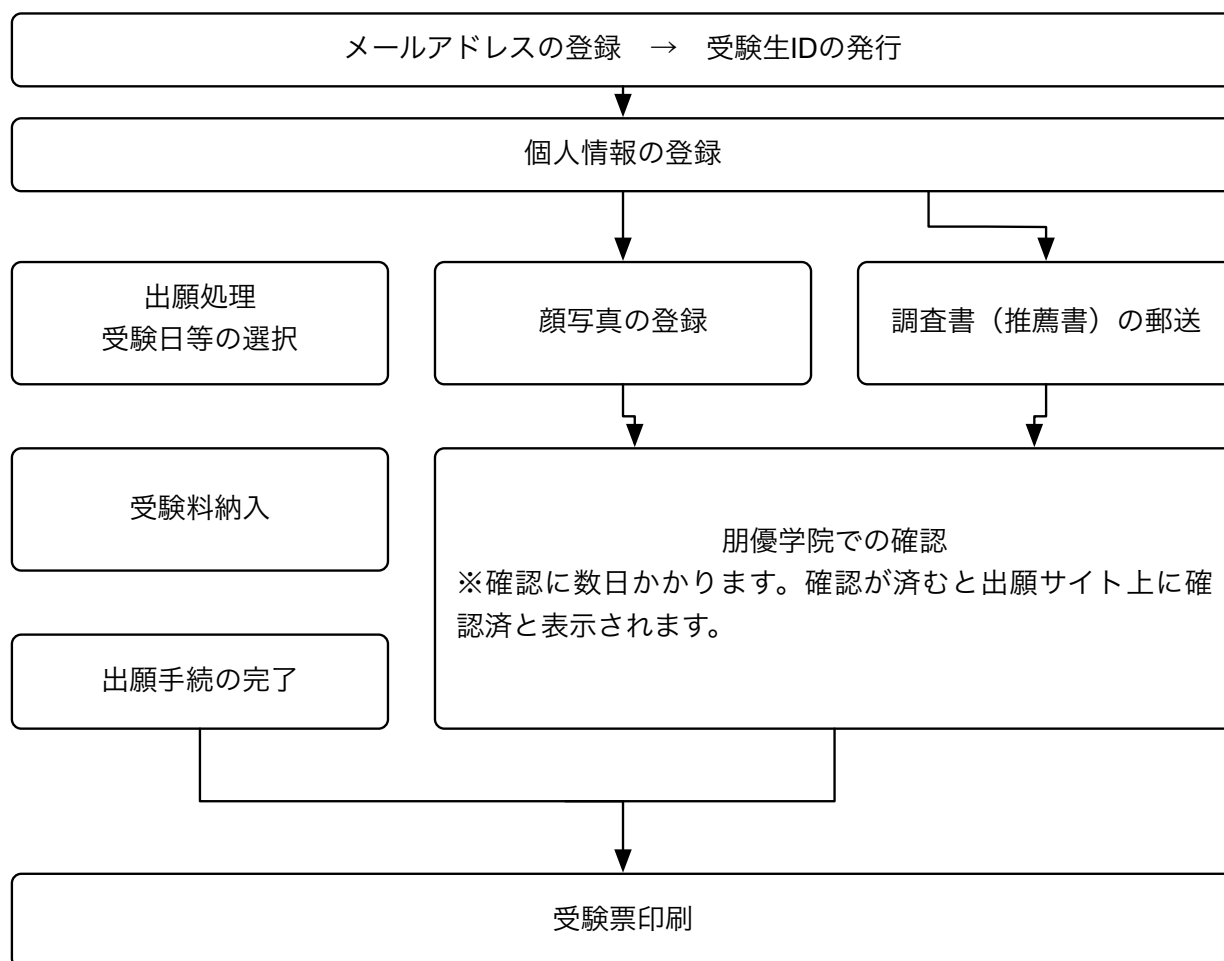 メールアドレスの登録　→　受験生IDの発行
個人情報の登録
出願処理
受験日等の選択
顔写真の登録
調査書（推薦書）の郵送
受験料納入
朋優学院での確認
※確認に数日かかります。確認が済むと出願サイト上に確
認済と表示されます。
出願手続の完了
受験票印刷